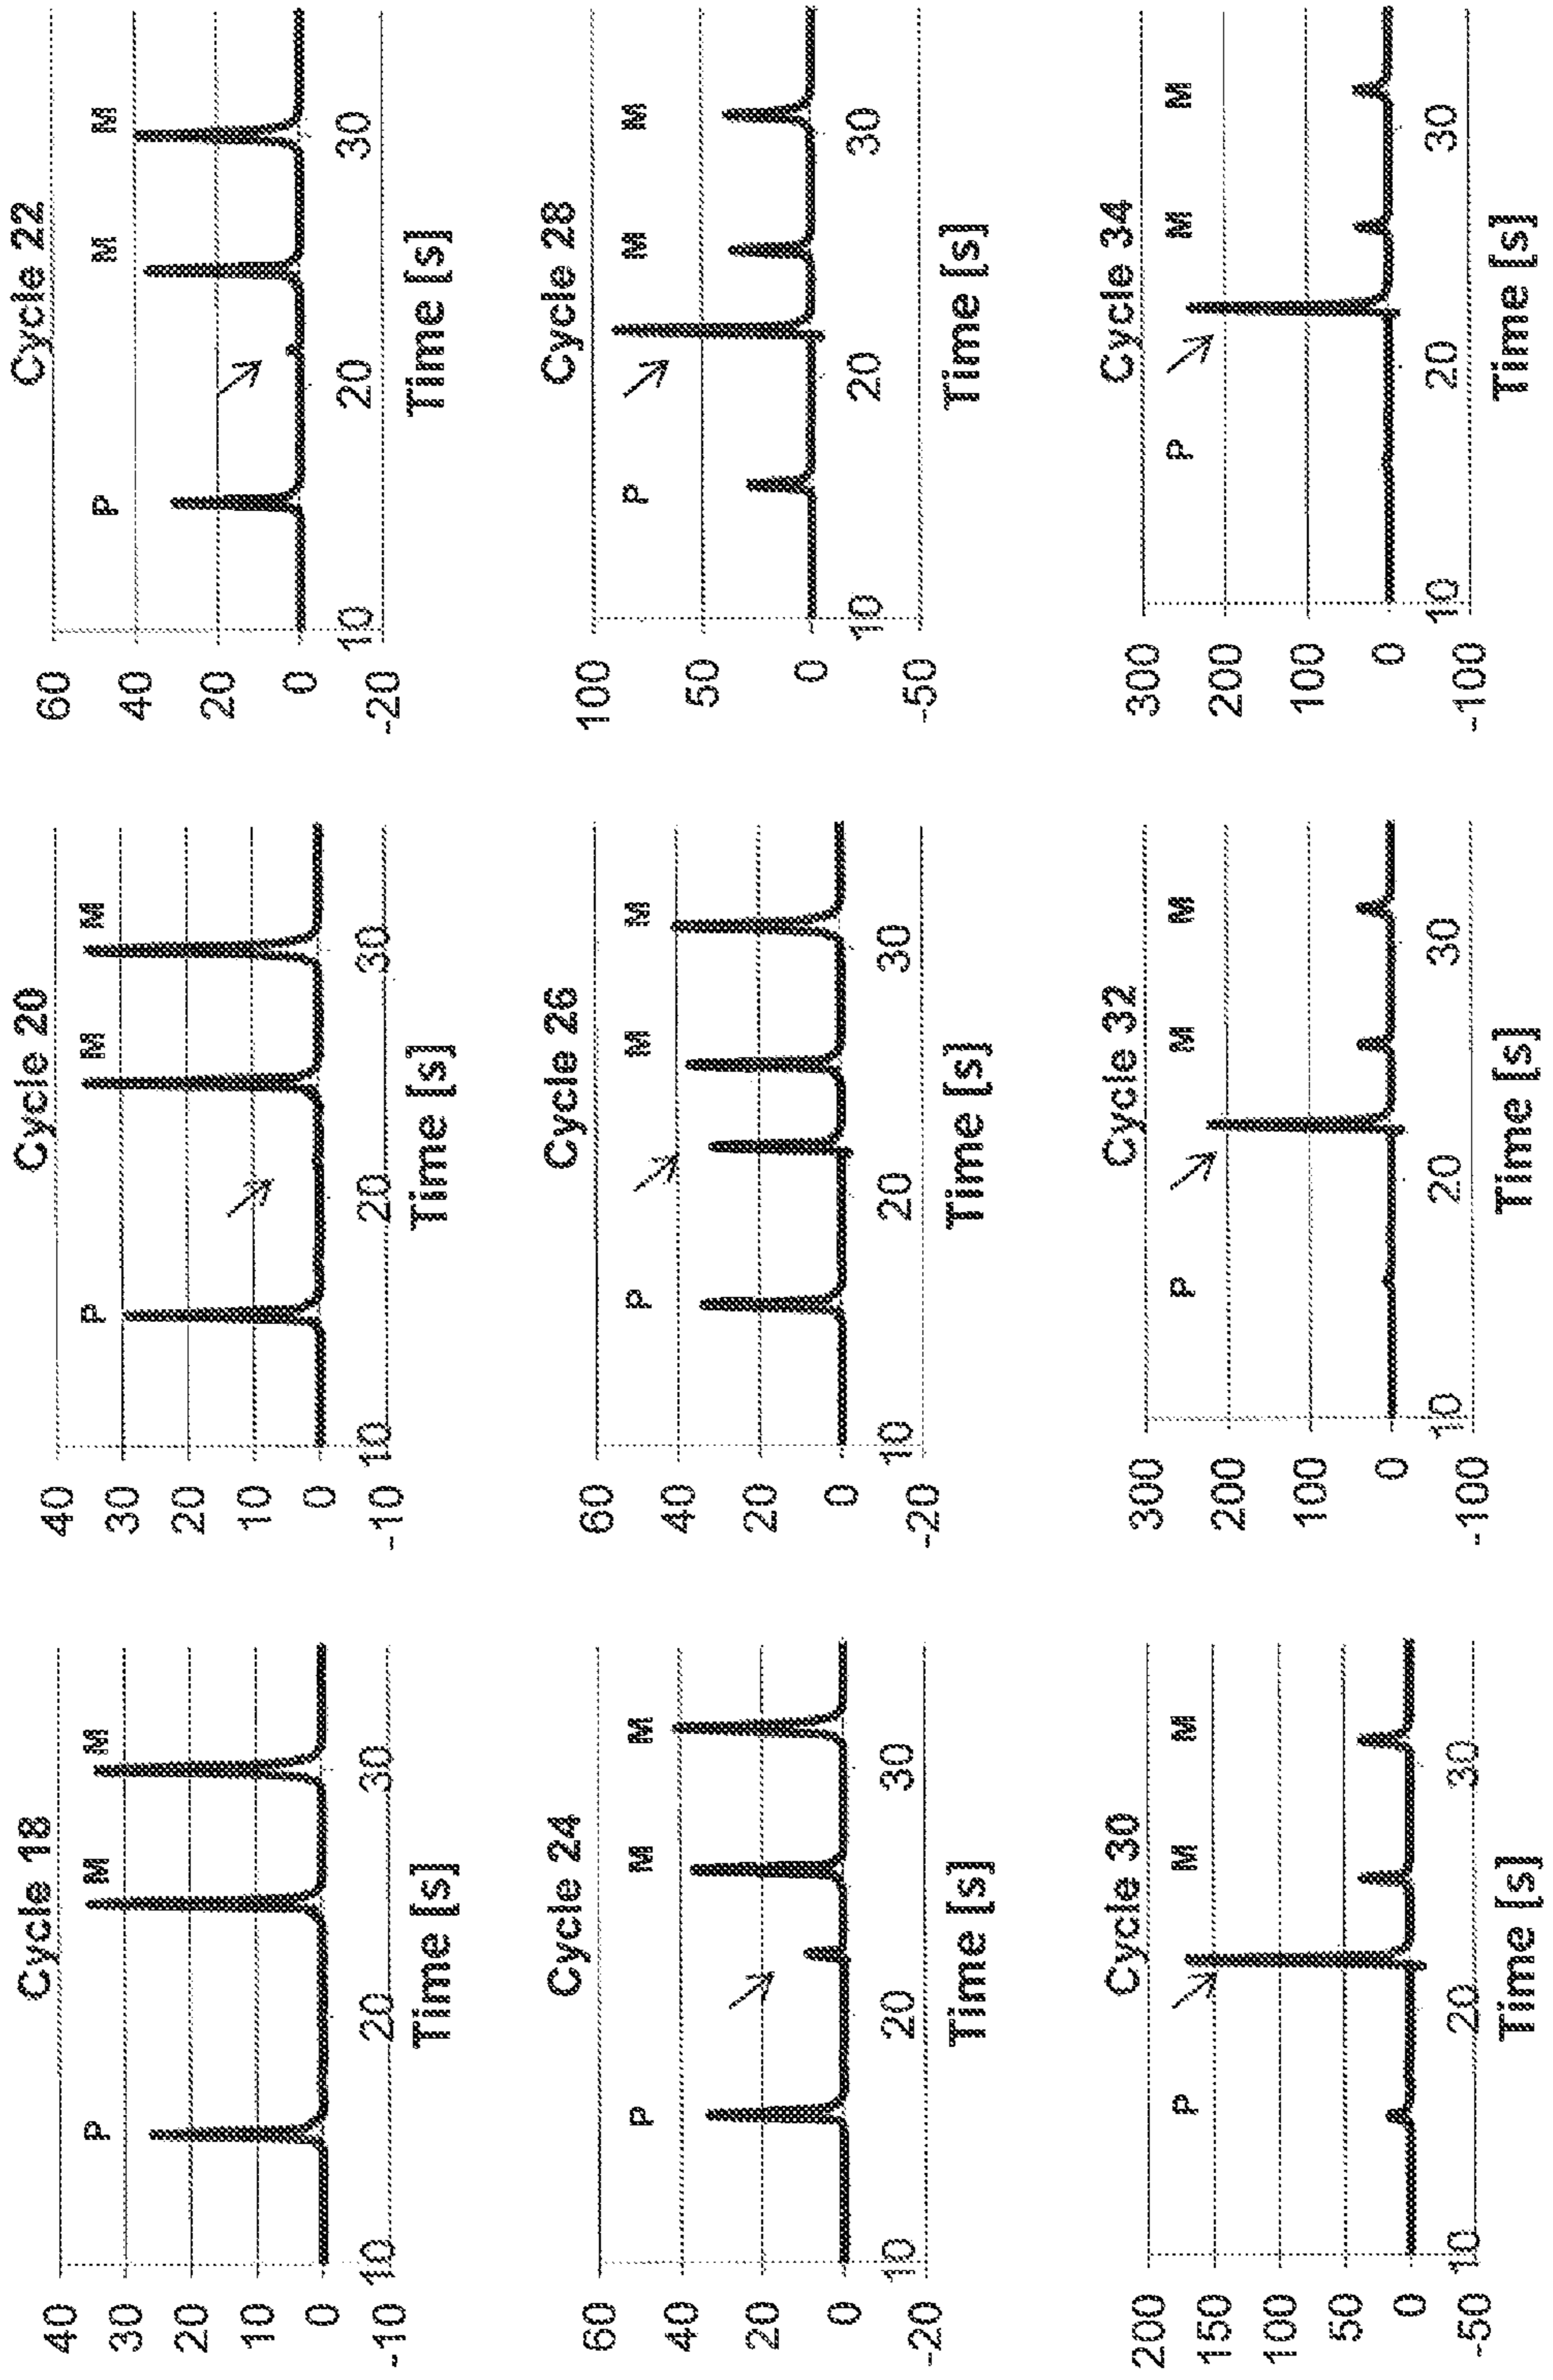 Cycle 18
40
30
20
10
0
-10
P M M
10 20 30
Time [s]
Cycle 20
40
30
20
10
0
-10
P M M
10 20 30
Time [s]
Cycle 22
60
40
20
0
-20
P M M
10 20 30
Time [s]
Cycle 24
60
40
20
0
-20
P M M
10 20 30
Time [s]
Cycle 26
60
40
20
0
-20
P M M
10 20 30
Time [s]
Cycle 28
100
50
0
-50
P M M
10 20 30
Time [s]
Cycle 30
200
150
100
50
0
-50
P M M
10 20 30
Time [s]
Cycle 32
300
200
100
0
-100
P M M
10 20 30
Time [s]
Cycle 34
300
200
100
0
-100
P M M
10 20 30
Time [s]